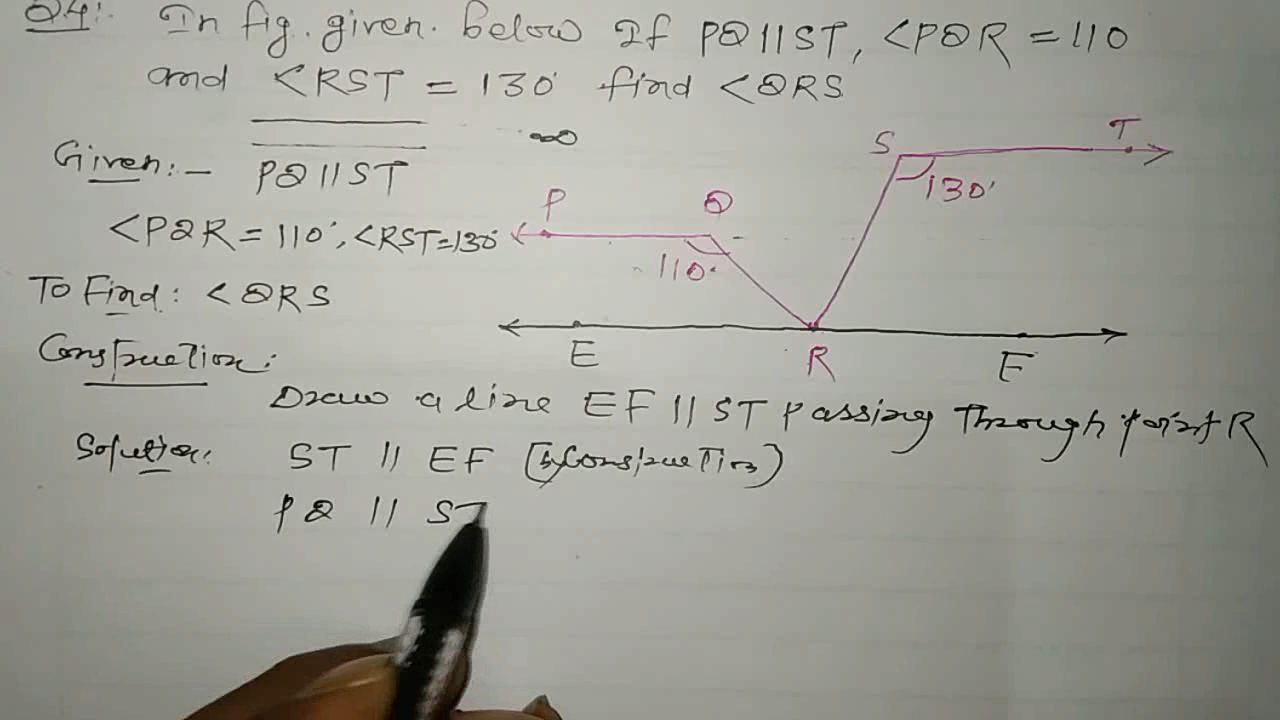 Q4:. In fig. given. below If PQ || ST, <PQR = 110
and <RST = 130° find <QRS
Given:- PQ || ST
<PQR = 110°, <RST = 130°
To Find: <QRS
Construction:
Draw a line EF || ST passing through point R
Solution: ST || EF (by Construction)
PQ || ST
P
Q
110°
S
T
130°
E
R
F